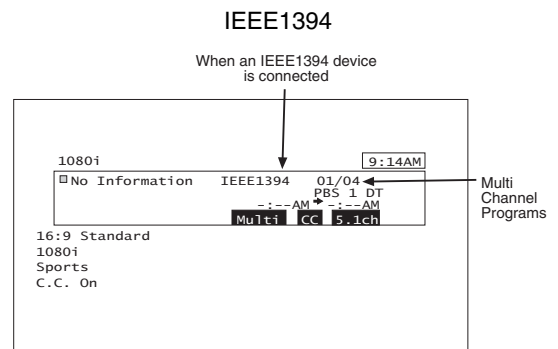 IEEE1394
When an IEEE1394 device
is connected
1080i 9:14AM
No Information IEEE1394 01/04
PBS 1 DT
-:--AM -:--AM
Multi CC 5.1ch
Multi
Channel
Programs
16:9 Standard
1080i
Sports
C.C. On